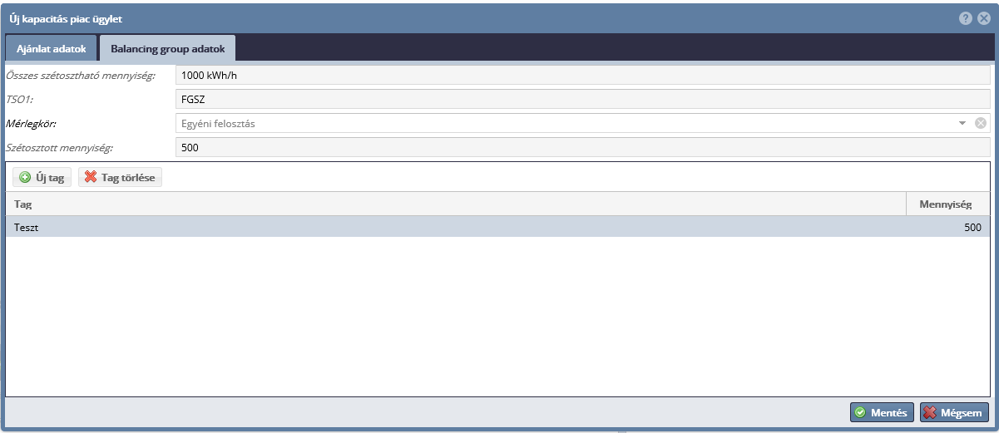 Új kapacitás piac ügylet
Ajánlat adatok Balancing group adatok
Összes szétosztható mennyiség: 1000 kWh/h
TSO1: FGSZ
Mérlegkör: Egyéni felosztás
Szétosztott mennyiség: 500
Új tag Tag törlése
Tag Mennyiség
Teszt 500
Mentés Mégsem